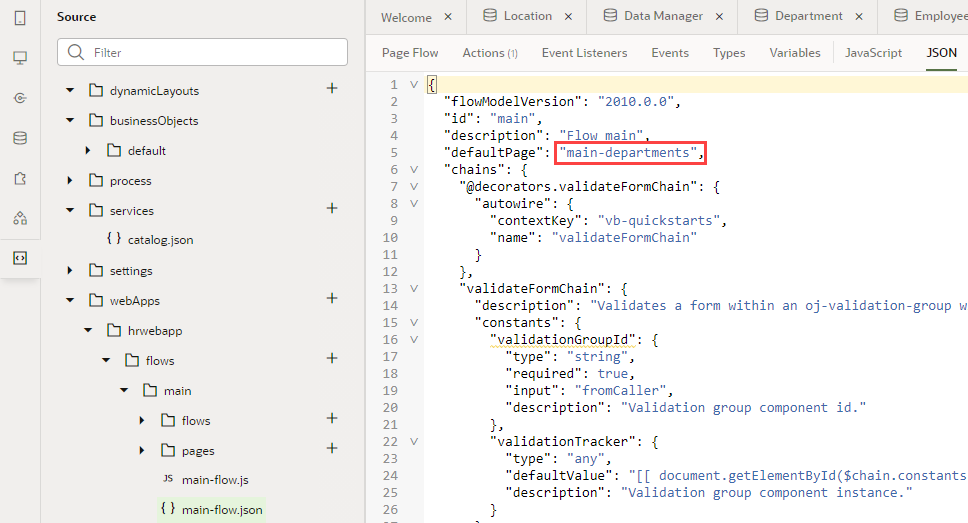 Source
Filter
dynamicLayouts
businessObjects
default
process
services
{ } catalog.json
settings
webApps
hrwebapp
flows
main
flows
pages
JS main-flow.js
{ } main-flow.json
Welcome × Location × Data Manager × Department × Employee
Page Flow Actions (1) Event Listeners Events Types Variables JavaScript JSON
1 {
2 "flowModelVersion": "2010.0.0",
3 "id": "main",
4 "description": "Flow main",
5 "defaultPage": "main-departments",
6 "chains": {
7 "@decorators.validateFormChain": {
8 "autowire": {
9 "contextKey": "vb-quickstarts",
10 "name": "validateFormChain"
11 }
12 },
13 "validateFormChain": {
14 "description": "Validates a form within an oj-validation-group w
15 "constants": {
16 "validationGroupId": {
17 "type": "string",
18 "required": true,
19 "input": "fromCaller",
20 "description": "Validation group component id."
21 },
22 "validationTracker": {
23 "type": "any",
24 "defaultValue": "[[ document.getElementById($chain.constants
25 "description": "Validation group component instance."
26 }